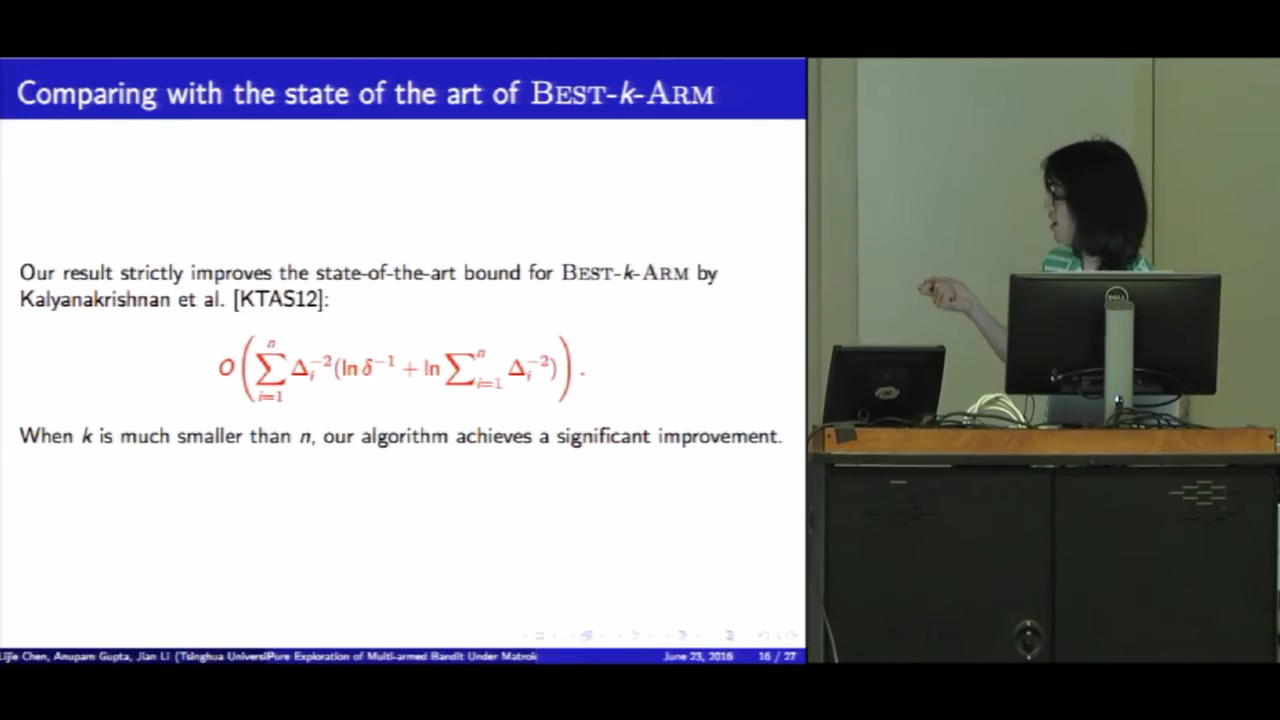 Comparing with the state of the art of BEST-k-ARM
Our result strictly improves the state-of-the-art bound for BEST-k-ARM by
Kalyanakrishnan et al. [KTAS12]:
O(∑_{i=1}^{n} Δ_i^{-2}(ln δ^{-1} + ln ∑_{i=1}^{n} Δ_i^{-2})).
When k is much smaller than n, our algorithm achieves a significant improvement.
DELL
Lijie Chen, Anupam Gupta, Jian Li (Tsinghua UniversiPure Exploration of Multi-armed Bandit Under Matroi
June 23, 2016 16 / 27